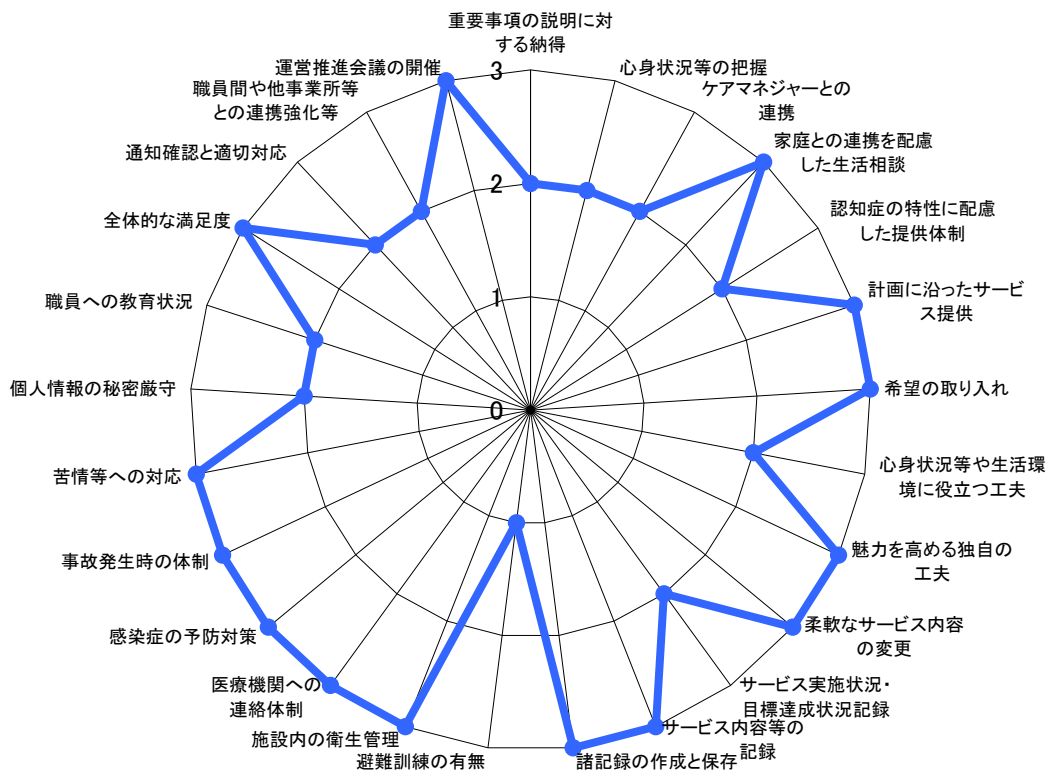 重要事項の説明に対
する納得
心身状況等の把握
ケアマネジャーとの
連携
家庭との連携を配慮
した生活相談
認知症の特性に配慮
した提供体制
計画に沿ったサービ
ス提供
希望の取り入れ
心身状況等や生活環
境に役立つ工夫
魅力を高める独自の
工夫
柔軟なサービス内容
の変更
サービス実施状況・
目標達成状況記録
サービス内容等の
記録
諸記録の作成と保存
避難訓練の有無
施設内の衛生管理
医療機関への
連絡体制
感染症の予防対策
事故発生時の体制
苦情等への対応
個人情報の秘密厳守
職員への教育状況
全体的な満足度
通知確認と適切対応
職員間や他事業所等
との連携強化等
運営推進会議の開催
3
2
1
0